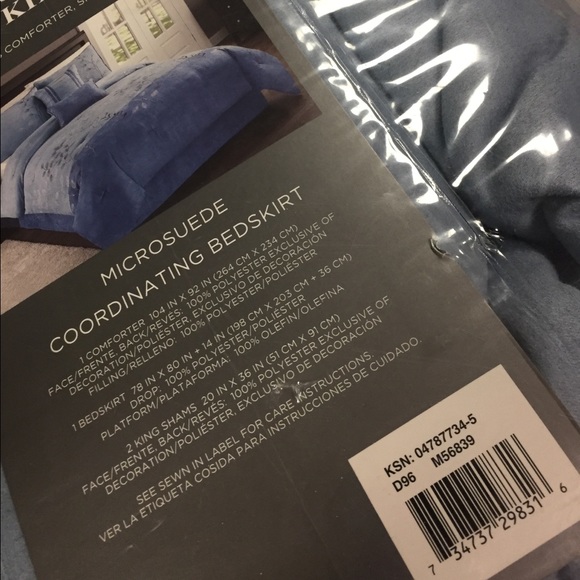 COMFORTER, S
MICROSUEDE
COORDINATING BEDSKIRT
1 COMFORTER 104 IN X 92 IN (264 CM X 234 CM)
FACE/FRENTE, BACK/REVÉS: 100% POLYESTER EXCLUSIVE OF
DECORATION/POLIÉSTER. EXCLUSIVO DE DECORACIÓN
FILLING/RELLENO: 100% POLYESTER/POLIÉSTER
1 BEDSKIRT 78 IN X 80 IN + 14 IN (198 CM X 203 CM + 36 CM)
DROP: 100% POLYESTER/POLIÉSTER
PLATFORM/PLATAFORMA: 100% OLEFIN/OLEFINA
2 KING SHAMS 20 IN X 36 IN (51 CM X 91 CM)
FACE/FRENTE, BACK/REVÉS: 100% POLYESTER EXCLUSIVE OF
DECORATION/POLIÉSTER. EXCLUSIVO DE DECORACIÓN
SEE SEWN IN LABEL FOR CARE INSTRUCTIONS.
VER LA ETIQUETA COSIDA PARA INSTRUCCIONES DE CUIDADO.
KSN: 04787734-5
D96 M56839
7 34737 29831 6